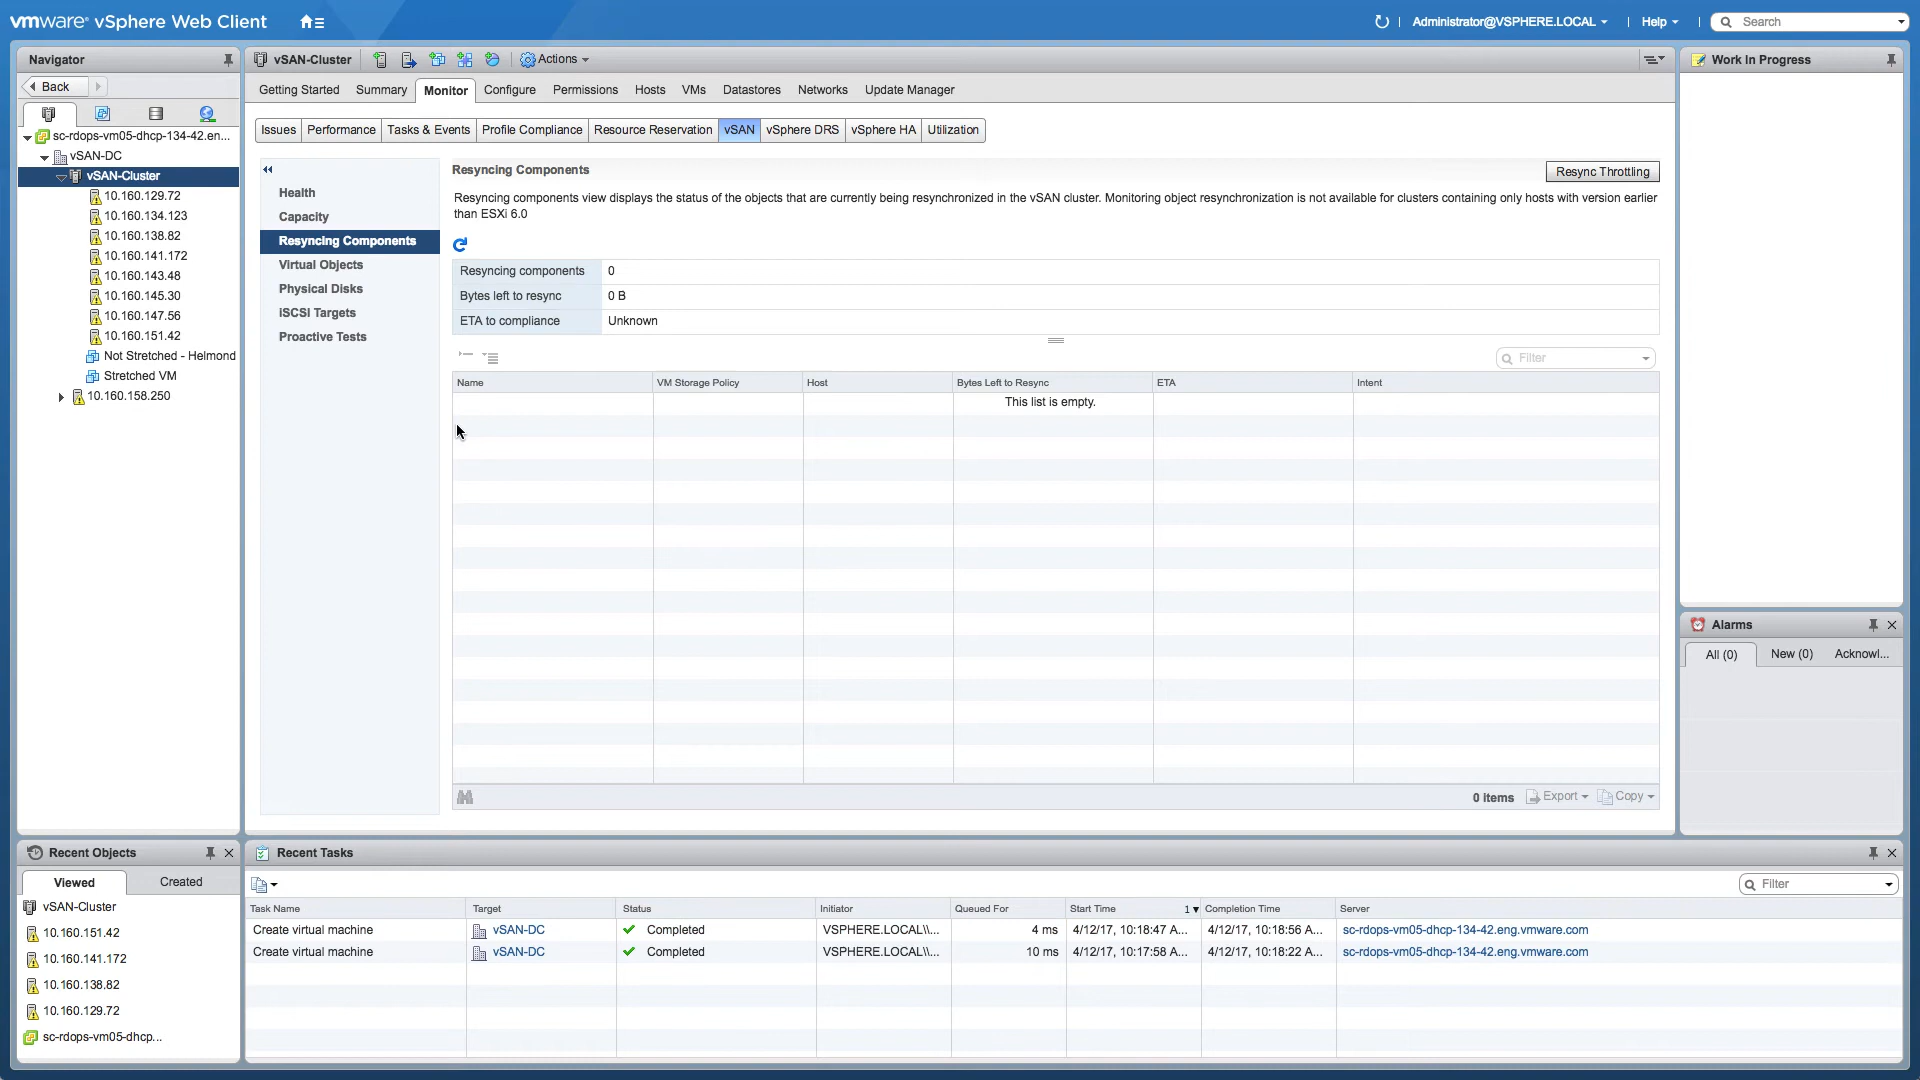 vmware® vSphere Web Client
Administrator@VSPHERE.LOCAL
Help
Search
Navigator
Back
sc-rdops-vm05-dhcp-134-42.en...
vSAN-DC
vSAN-Cluster
10.160.129.72
10.160.134.123
10.160.138.82
10.160.141.172
10.160.143.48
10.160.145.30
10.160.147.56
10.160.151.42
Not Stretched - Helmond
Stretched VM
10.160.158.250
vSAN-Cluster
Actions
Getting Started Summary Monitor Configure Permissions Hosts VMs Datastores Networks Update Manager
Issues Performance Tasks & Events Profile Compliance Resource Reservation vSAN vSphere DRS vSphere HA Utilization
Health
Capacity
Resyncing Components
Virtual Objects
Physical Disks
iSCSI Targets
Proactive Tests
Resyncing Components
Resync Throttling
Resyncing components view displays the status of the objects that are currently being resynchronized in the vSAN cluster. Monitoring object resynchronization is not available for clusters containing only hosts with version earlier
than ESXi 6.0
Resyncing components 0
Bytes left to resync 0 B
ETA to compliance Unknown
Filter
Name VM Storage Policy Host Bytes Left to Resync ETA Intent
This list is empty.
0 items Export Copy
Work In Progress
Alarms
All (0) New (0) Acknowl...
Recent Objects
Viewed Created
vSAN-Cluster
10.160.151.42
10.160.141.172
10.160.138.82
10.160.129.72
sc-rdops-vm05-dhcp...
Recent Tasks
Filter
Task Name Target Status Initiator Queued For Start Time 1 Completion Time Server
Create virtual machine vSAN-DC Completed VSPHERE.LOCAL\\... 4 ms 4/12/17, 10:18:47 A... 4/12/17, 10:18:56 A... sc-rdops-vm05-dhcp-134-42.eng.vmware.com
Create virtual machine vSAN-DC Completed VSPHERE.LOCAL\\... 10 ms 4/12/17, 10:17:58 A... 4/12/17, 10:18:22 A... sc-rdops-vm05-dhcp-134-42.eng.vmware.com